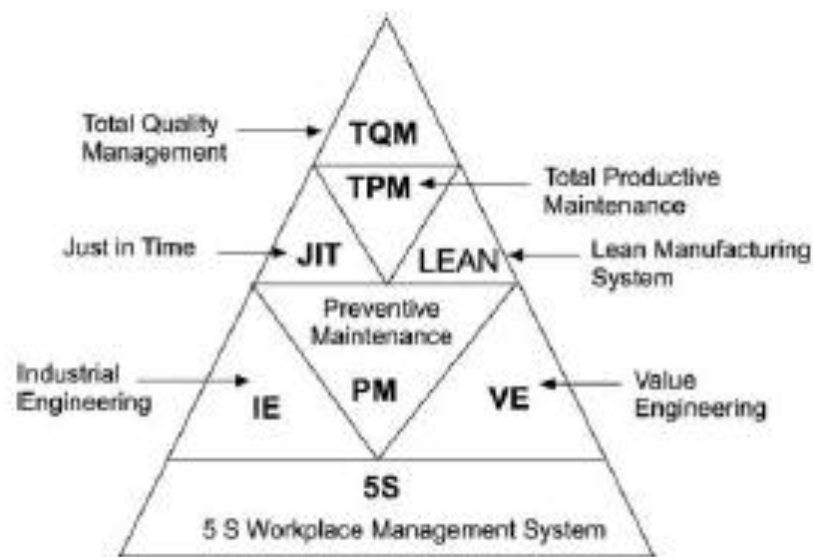 Total Quality
Management
TQM
TPM
Total Productive
Maintenance
Just in Time
JIT
LEAN
Lean Manufacturing
System
Preventive
Maintenance
Industrial
Engineering
IE
PM
VE
Value
Engineering
5S
5 S Workplace Management System